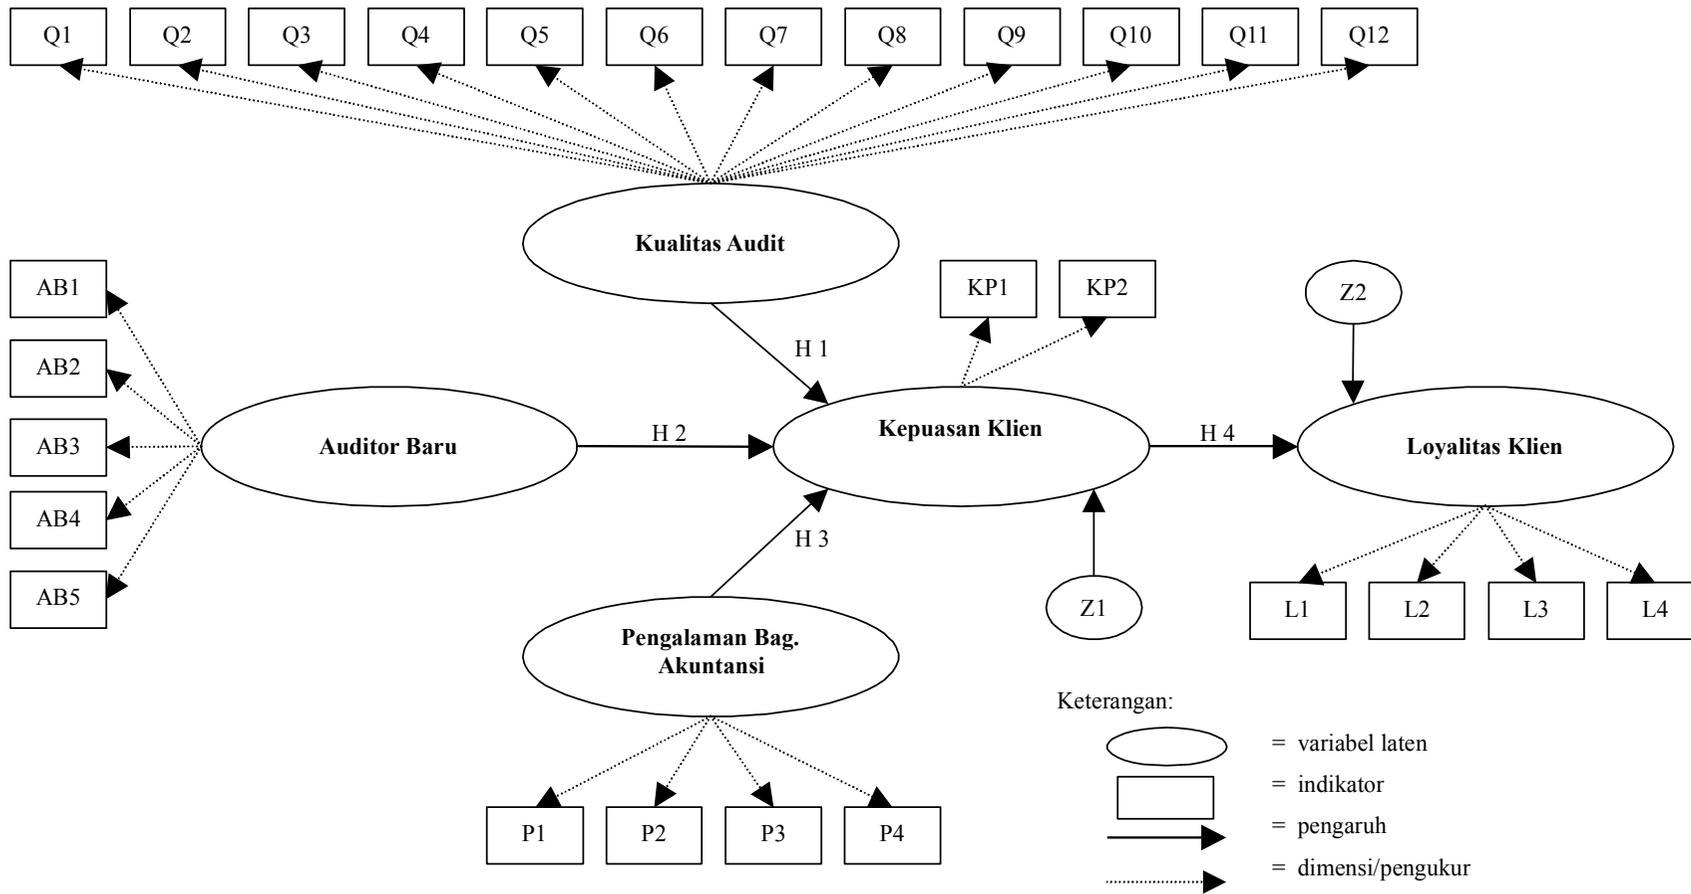 Q1
Q2
Q3
Q4
Q5
Q6
Q7
Q8
Q9
Q10
Q11
Q12
Kualitas Audit
AB1
AB2
AB3
AB4
AB5
KP1
KP2
Z2
H 1
Auditor Baru
H 2
Kepuasan Klien
H 4
Loyalitas Klien
H 3
Z1
L1
L2
L3
L4
Pengalaman Bag.
Akuntansi
P1
P2
P3
P4
Keterangan:
= variabel laten
= indikator
= pengaruh
= dimensi/pengukur